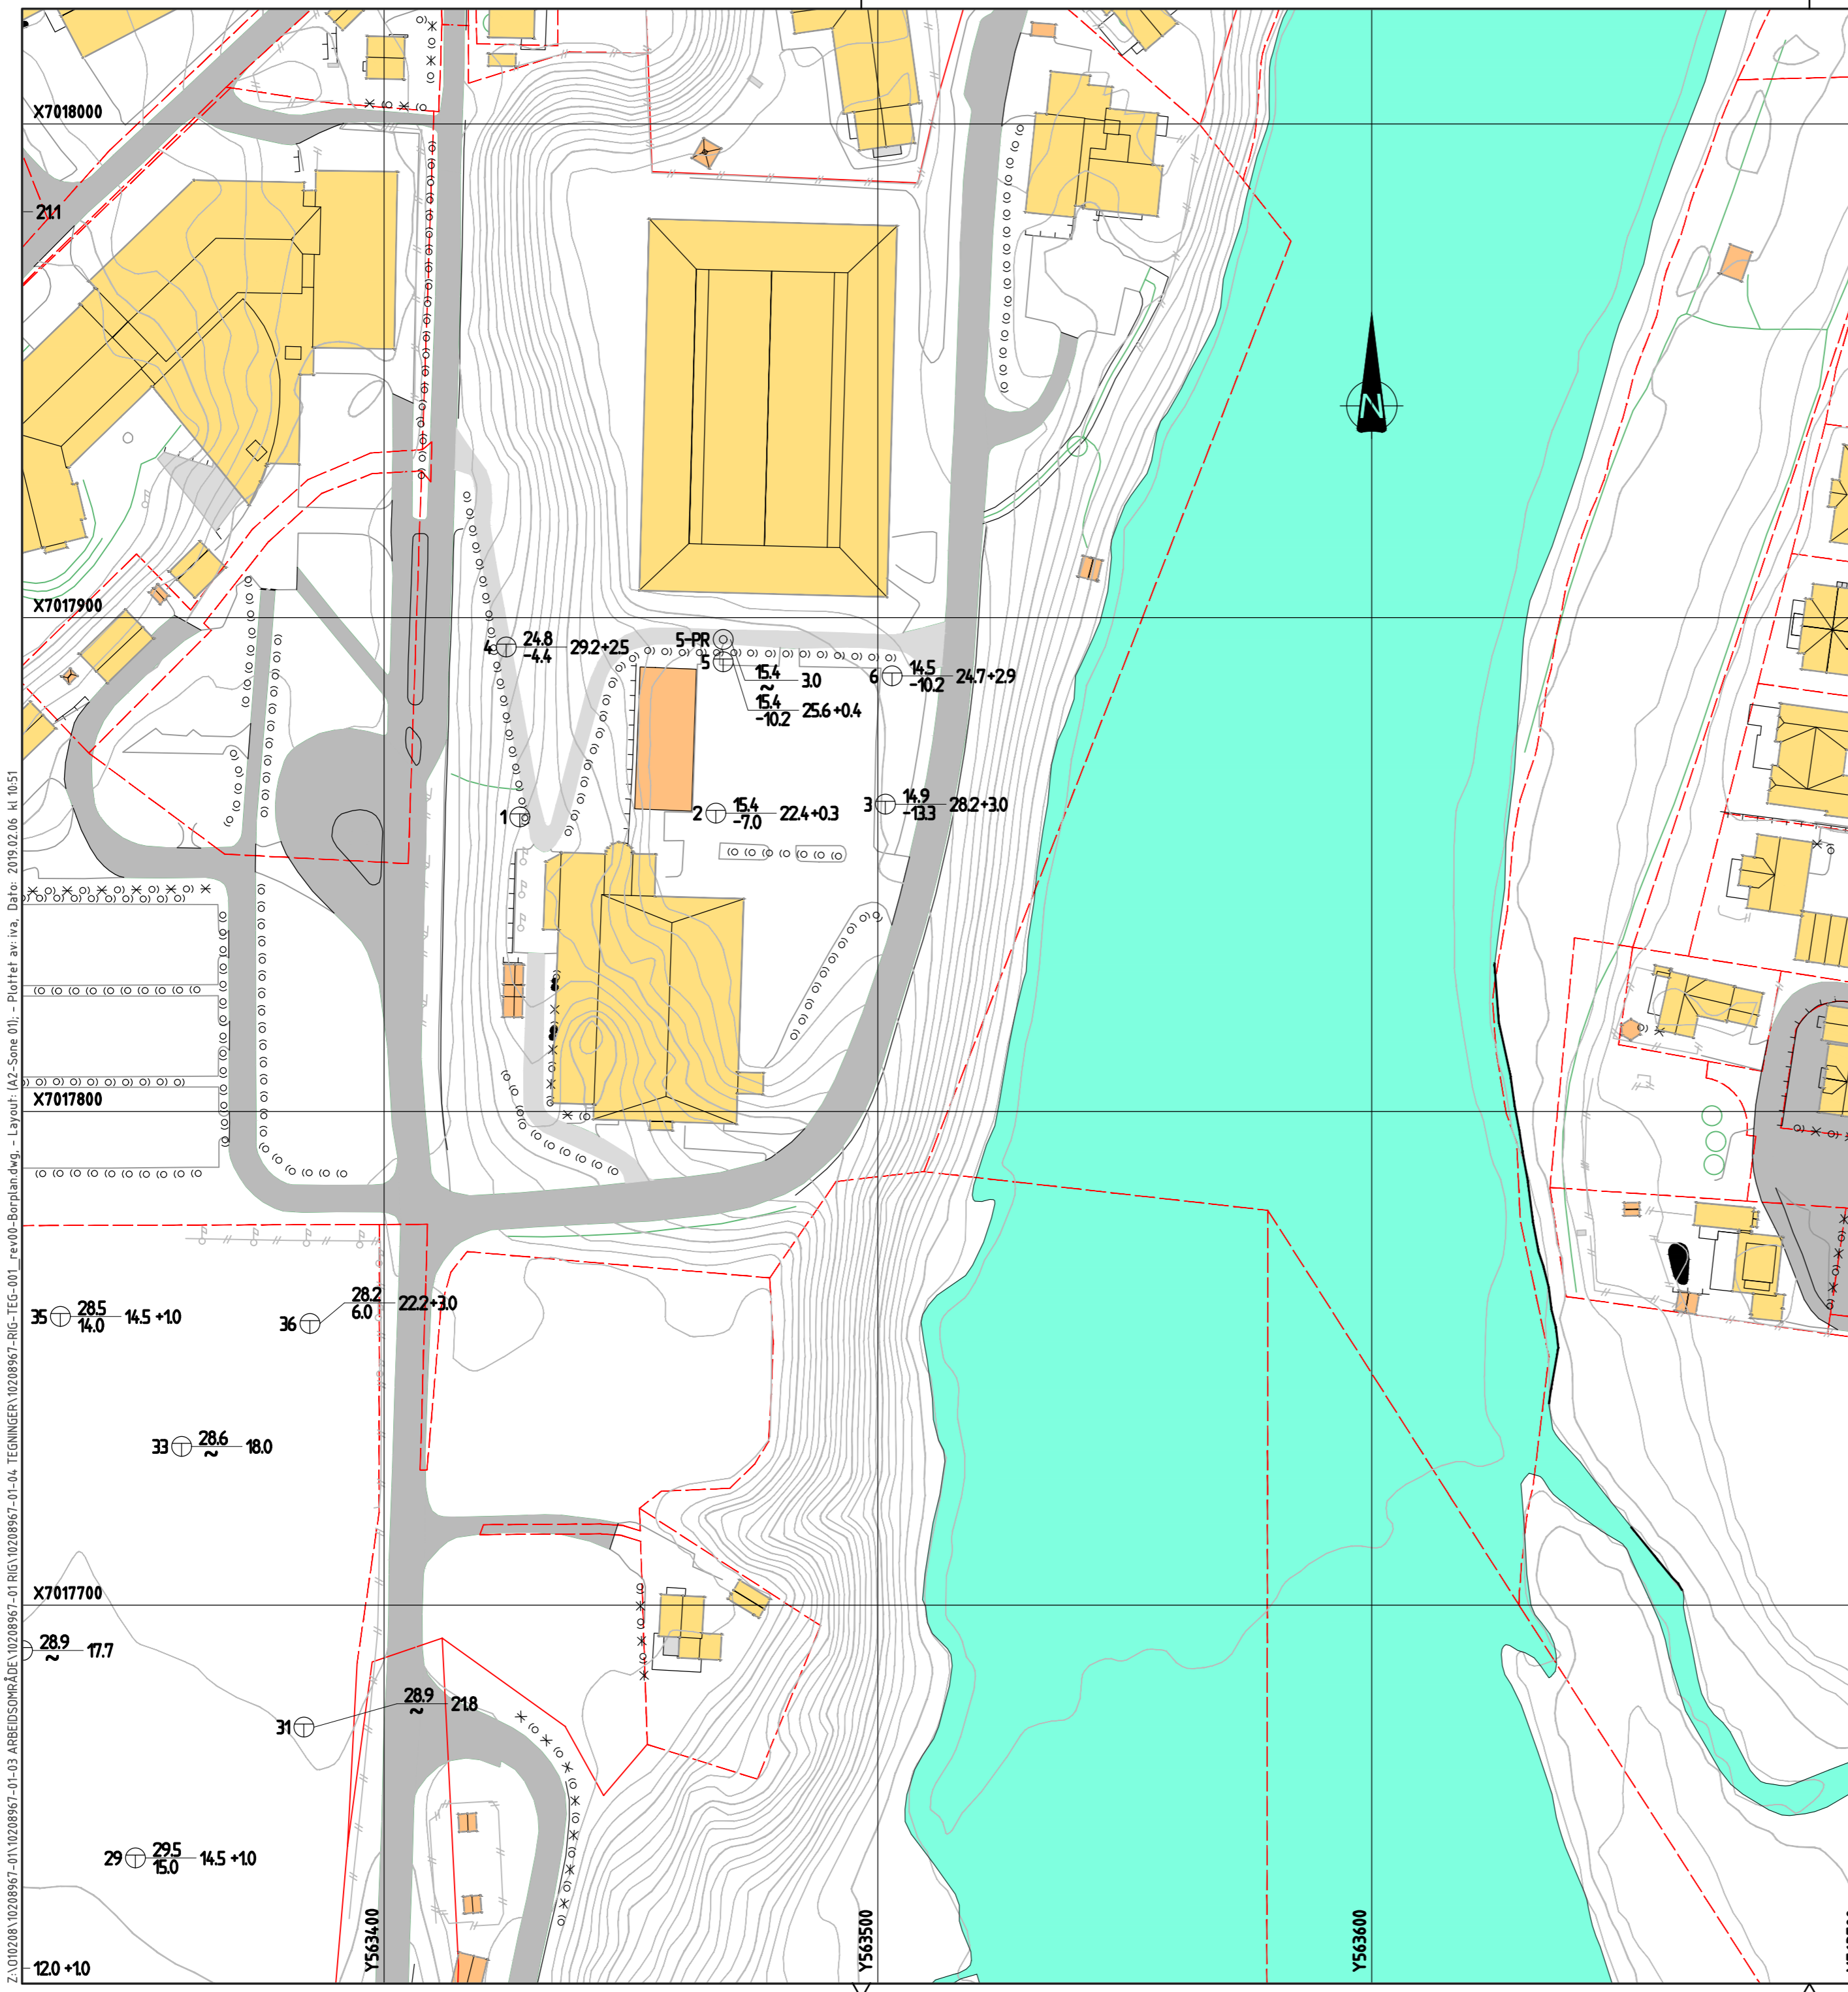 X7018000
21.1
N
X7017900
4 24.8 29.2+2.5
-4.4
5-PR
5 15.4 3.0
~
15.4 25.6+0.4
-10.2
6 14.5 24.7+2.9
-10.2
1
2 15.4 22.4+0.3
-7.0
3 14.9 28.2+3.0
-13.3
X7017800
35 28.5 14.5 +1.0
14.0
36 28.2 22.2+3.0
6.0
33 28.6 18.0
~
X7017700
28.9 17.7
~
31 28.9 21.8
~
29 29.5 14.5 +1.0
15.0
12.0 +1.0
Y563400
Y563500
Y563600
Z:\010208\10208967-01\10208967-01-03 ARBEIDSOMRÅDE\10208967-01 RIG\10208967-01-04 TEGNINGER\10208967-RIG-TEG-001_rev00-Borplan.dwg, - Layout: (A2-Sone 01); - Plottet av: iva, Dato: 2019.02.06 kl 10:51